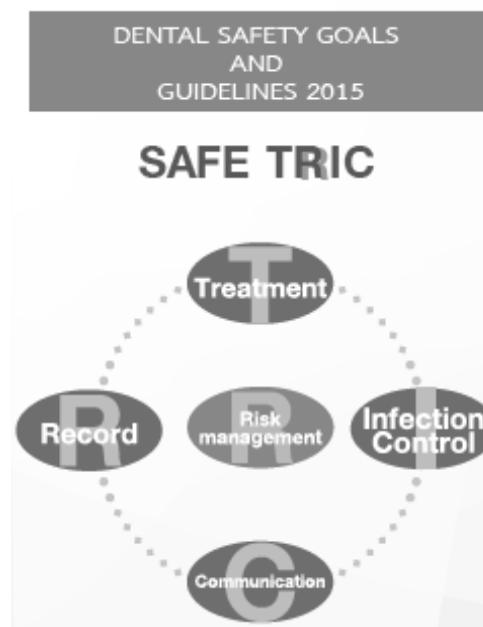 DENTAL SAFETY GOALS
AND
GUIDELINES 2015
SAFE TRIC
T
Treatment
R
Record
R
Risk
management
I
Infection
Control
C
Communication